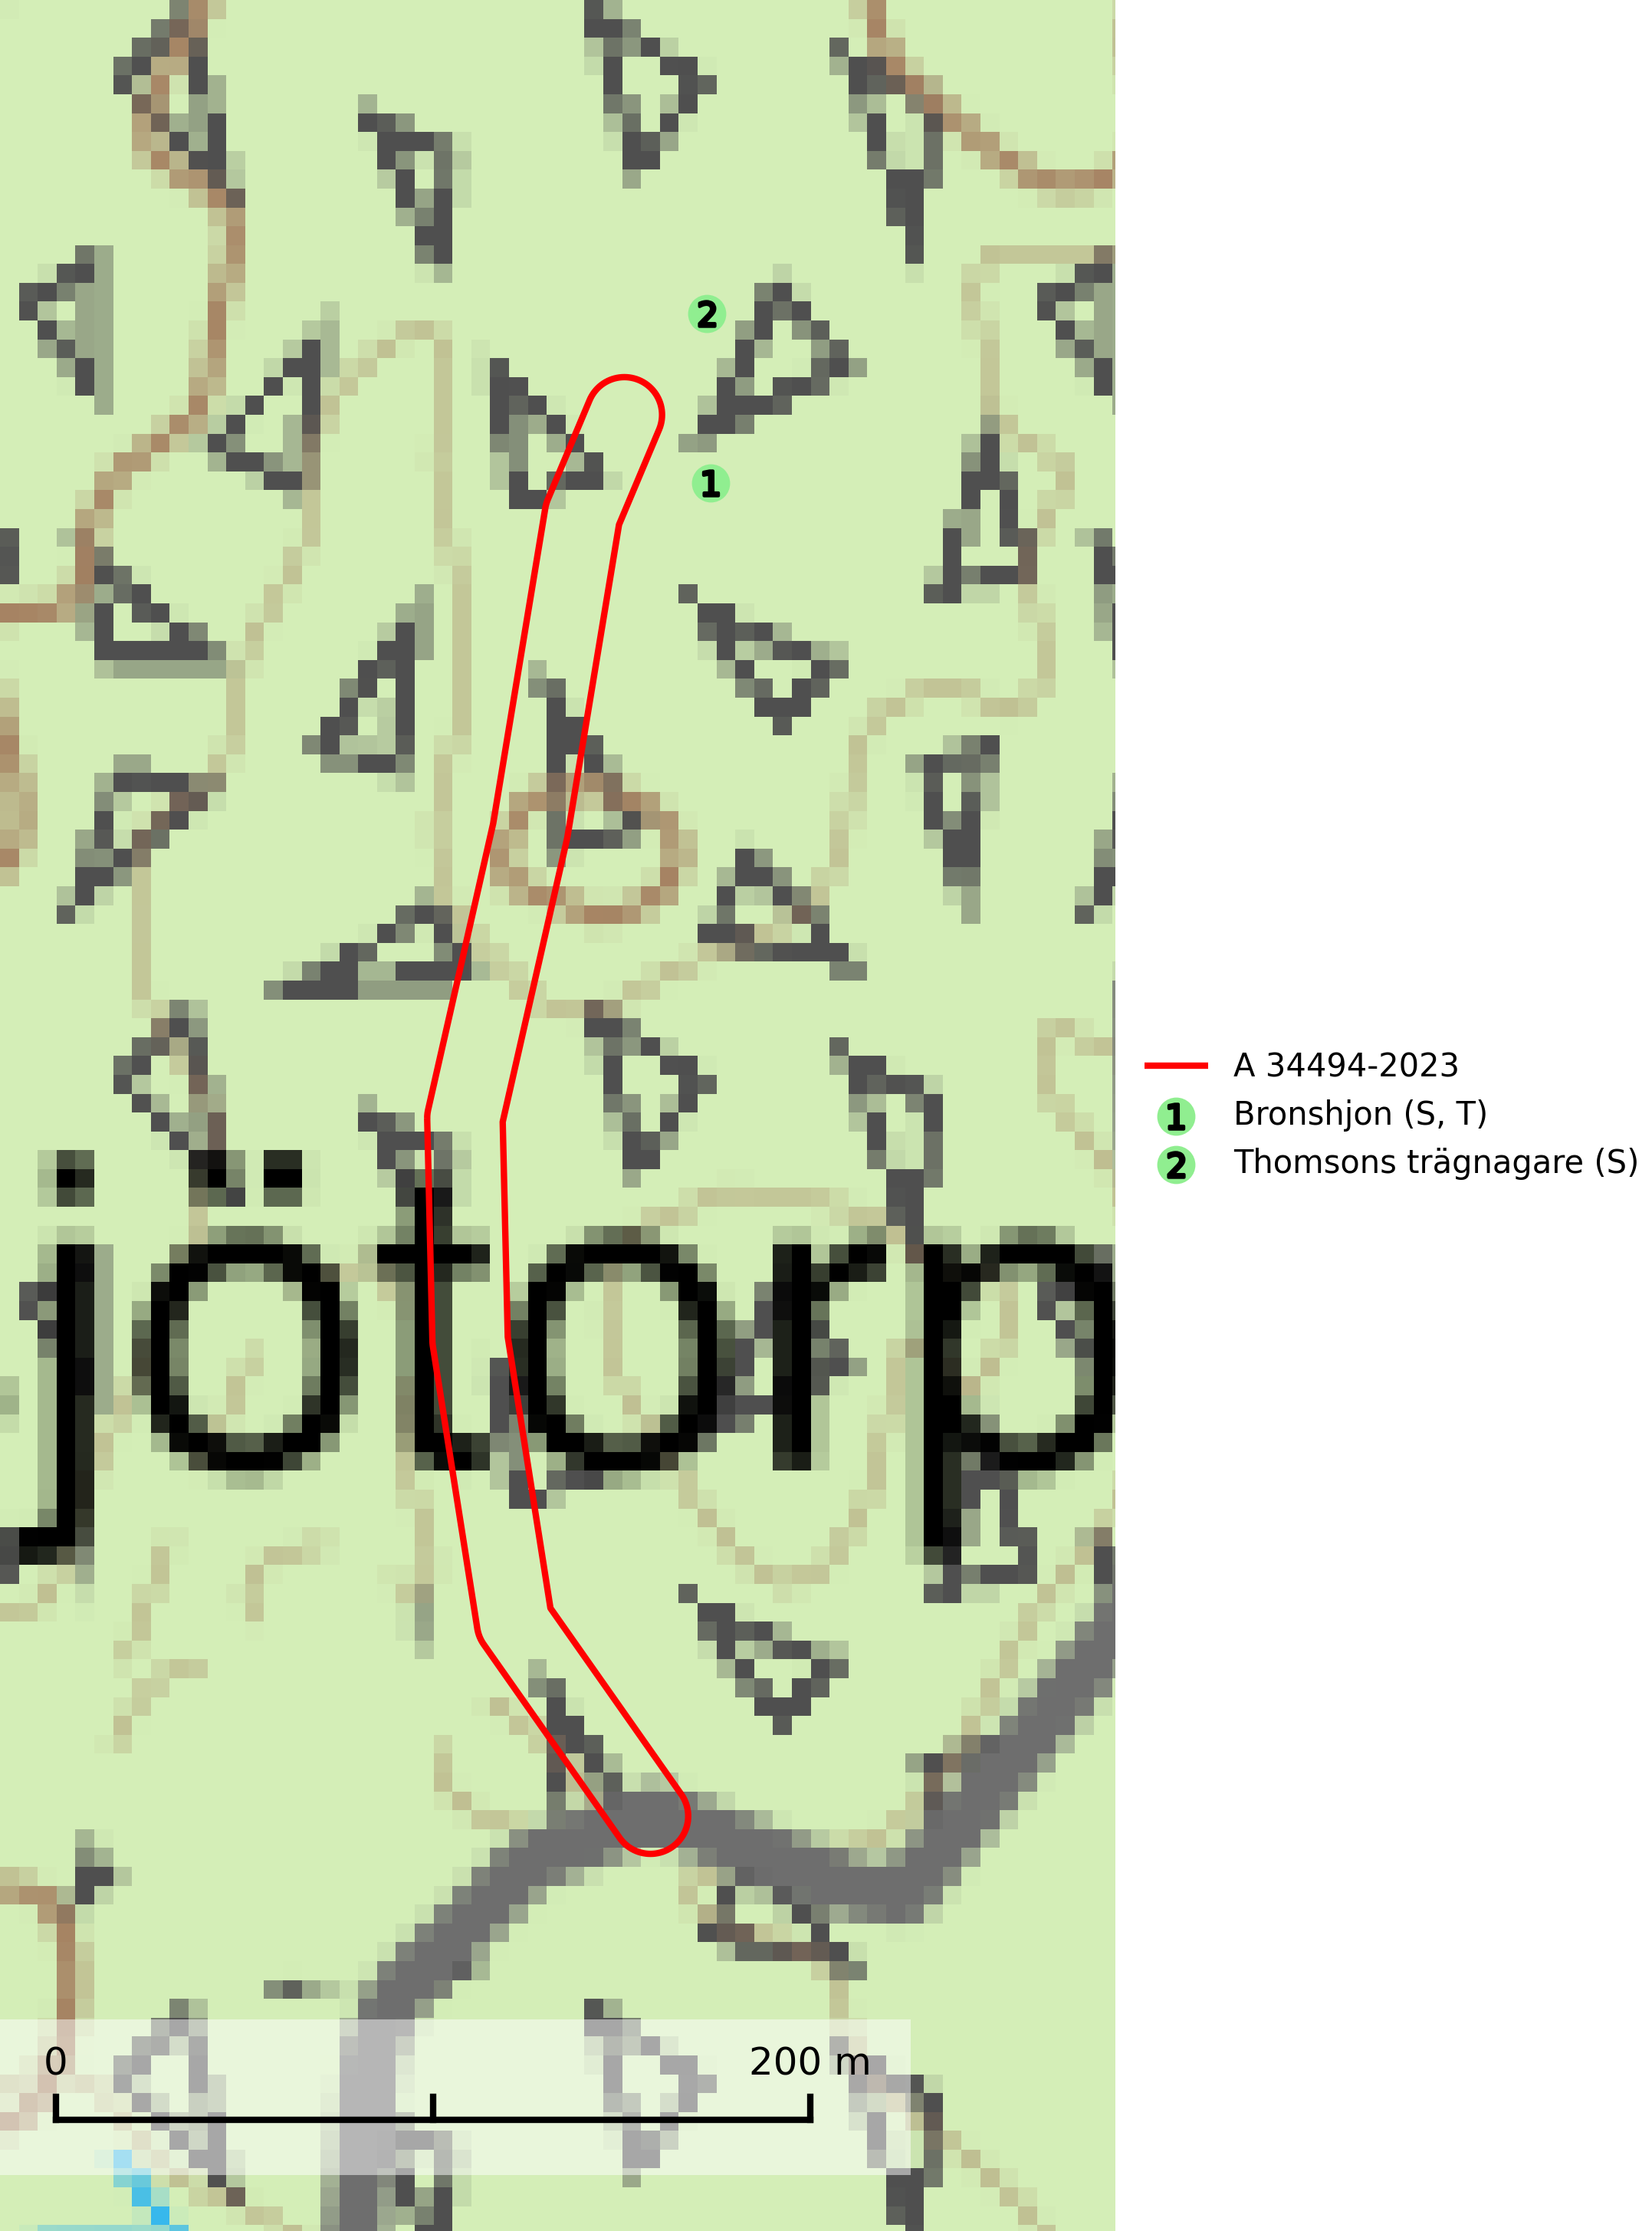 2
1
jötorp
A 34494-2023
1 Bronshjon (S, T)
2 Thomsons trägnagare (S)
0 200 m